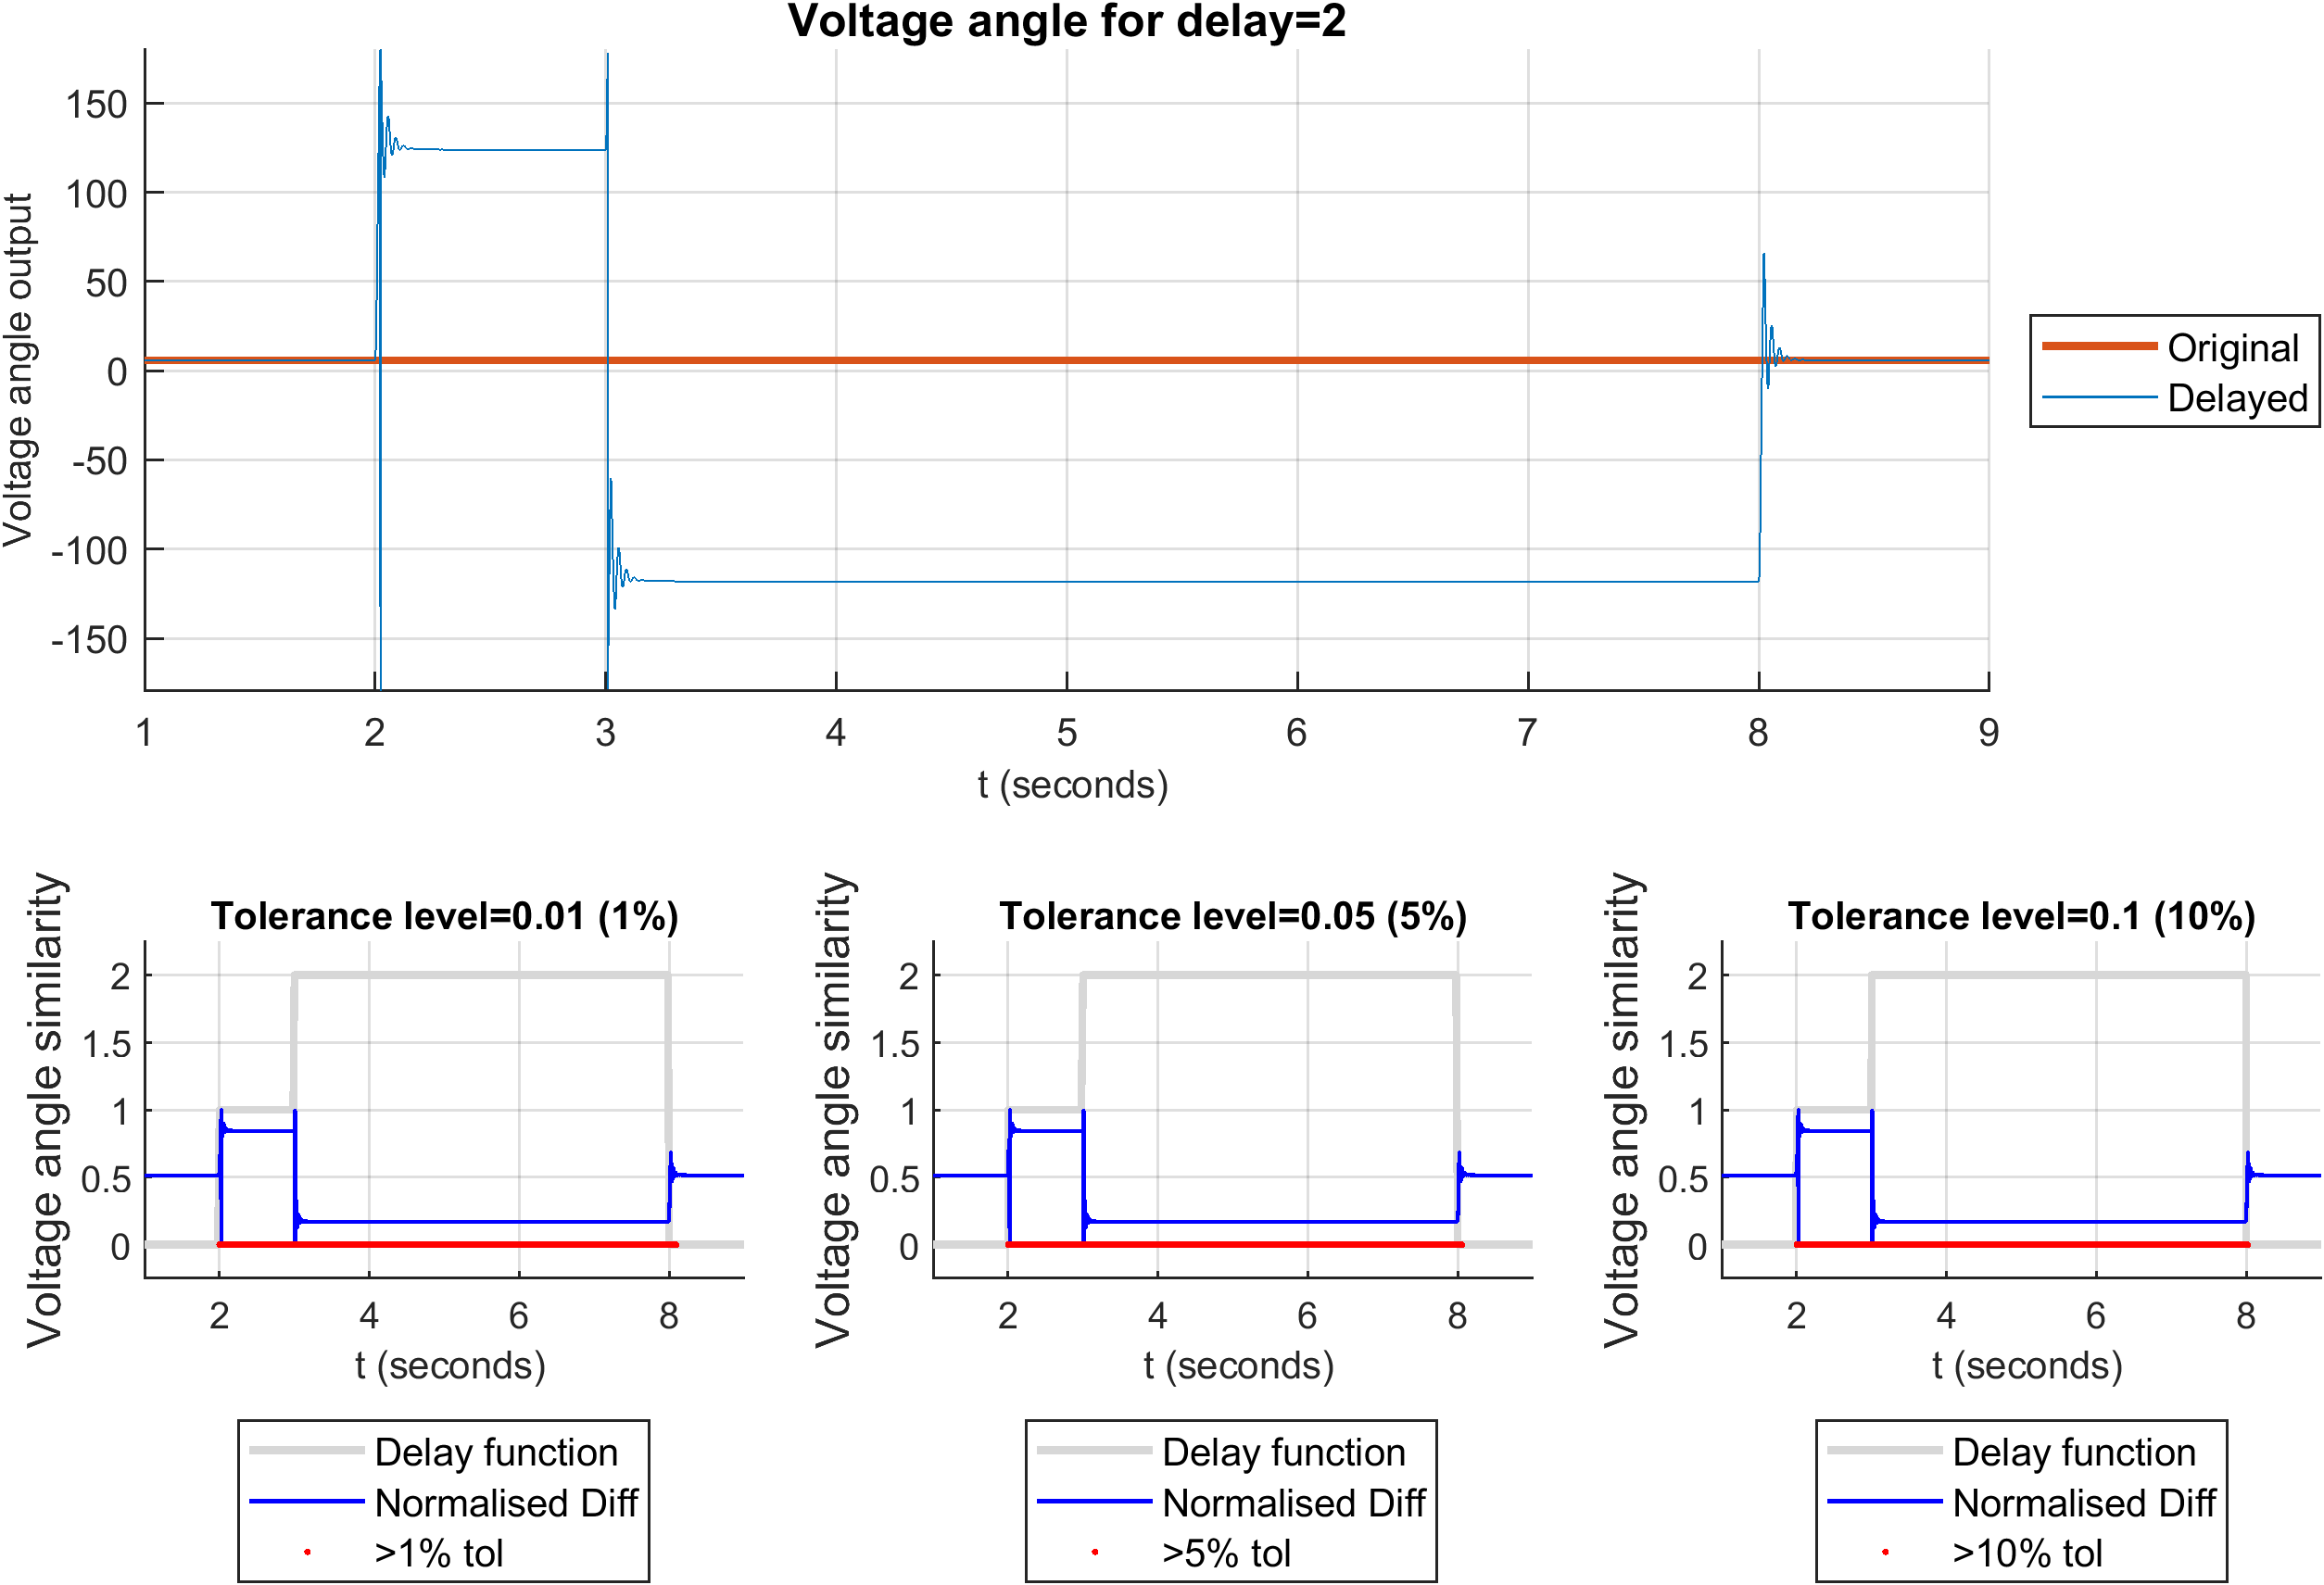 Voltage angle for delay=2
Voltage angle output
150
100
50
0
-50
-100
-150
1 2 3 4 5 6 7 8 9
t (seconds)
Original
Delayed
Tolerance level=0.01 (1%)
Voltage angle similarity
2
1.5
1
0.5
0
2 4 6 8
t (seconds)
Delay function
Normalised Diff
>1% tol
Tolerance level=0.05 (5%)
Voltage angle similarity
2
1.5
1
0.5
0
2 4 6 8
t (seconds)
Delay function
Normalised Diff
>5% tol
Tolerance level=0.1 (10%)
Voltage angle similarity
2
1.5
1
0.5
0
2 4 6 8
t (seconds)
Delay function
Normalised Diff
>10% tol